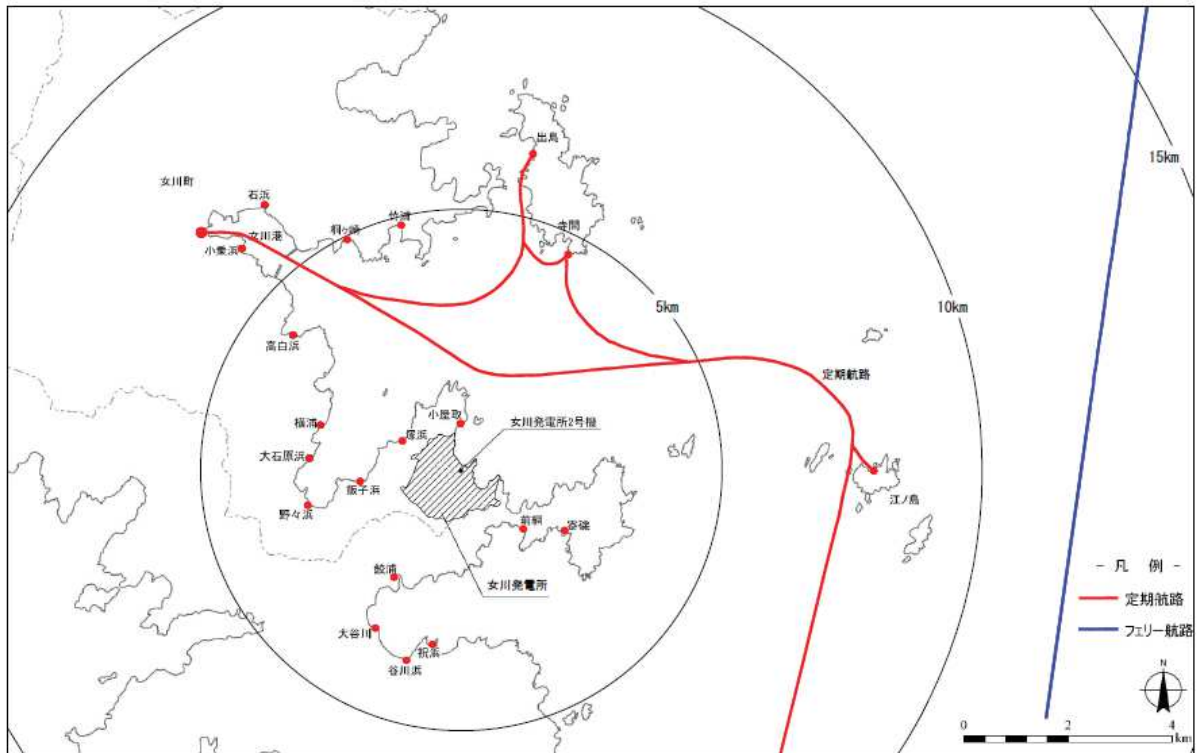 出島
15km
女川町
石浜
竹浦
寺間
桐ヶ崎
女川港
小乗浜
5km
10km
高白浜
定期航路
小屋取
女川発電所2号機
横浦
塚浜
大石原浜
飯子浜
江ノ島
野々浜
前網
寄磯
鮫浦
女川発電所
- 凡 例 -
定期航路
大谷川
フェリー航路
祝浜
谷川浜
N
0 2 4
km